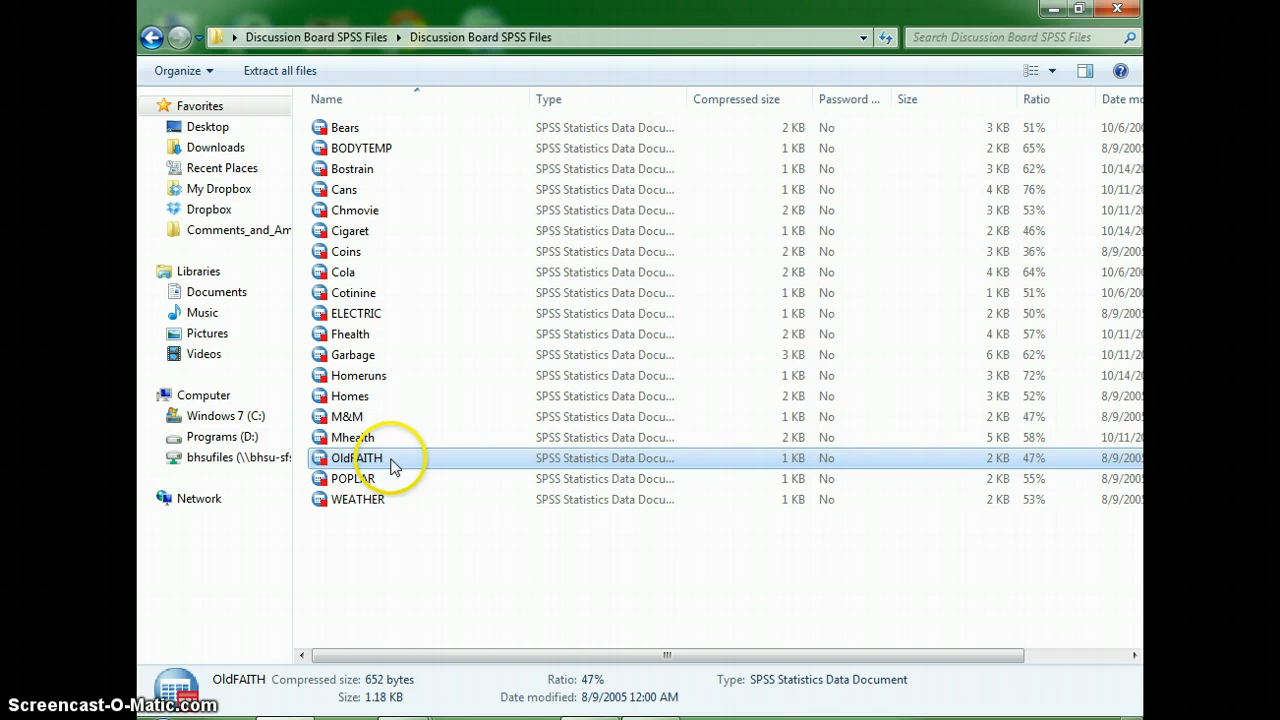 Discussion Board SPSS Files Discussion Board SPSS Files Search Discussion Board SPSS Files
Organize Extract all files
Name Type Compressed size Password ... Size Ratio Date mo
Favorites
Desktop
Downloads
Recent Places
My Dropbox
Dropbox
Comments_and_Am
Libraries
Documents
Music
Pictures
Videos
Computer
Windows 7 (C:)
Programs (D:)
bhsufiles (\\bhsu-sfs
Network
Bears SPSS Statistics Data Docu... 2 KB No 3 KB 51% 10/6/200
BODYTEMP SPSS Statistics Data Docu... 1 KB No 2 KB 65% 8/9/2005
Bostrain SPSS Statistics Data Docu... 1 KB No 3 KB 62% 10/14/20
Cans SPSS Statistics Data Docu... 1 KB No 4 KB 76% 10/11/20
Chmovie SPSS Statistics Data Docu... 2 KB No 3 KB 53% 10/11/20
Cigaret SPSS Statistics Data Docu... 1 KB No 2 KB 46% 10/14/20
Coins SPSS Statistics Data Docu... 1 KB No 3 KB 36% 8/9/2005
Cola SPSS Statistics Data Docu... 2 KB No 4 KB 64% 10/6/200
Cotinine SPSS Statistics Data Docu... 1 KB No 1 KB 51% 10/6/200
ELECTRIC SPSS Statistics Data Docu... 1 KB No 2 KB 50% 8/9/2005
Fhealth SPSS Statistics Data Docu... 2 KB No 4 KB 57% 10/11/20
Garbage SPSS Statistics Data Docu... 3 KB No 6 KB 62% 10/11/20
Homeruns SPSS Statistics Data Docu... 1 KB No 3 KB 72% 10/14/20
Homes SPSS Statistics Data Docu... 2 KB No 3 KB 52% 8/9/2005
M&M SPSS Statistics Data Docu... 1 KB No 2 KB 47% 8/9/2005
Mhealth SPSS Statistics Data Docu... 2 KB No 5 KB 58% 10/11/20
OldFAITH SPSS Statistics Data Docu... 1 KB No 2 KB 47% 8/9/2005
POPLAR SPSS Statistics Data Docu... 1 KB No 2 KB 55% 8/9/2005
WEATHER SPSS Statistics Data Docu... 1 KB No 2 KB 53% 8/9/2005
OldFAITH Compressed size: 652 bytes Ratio: 47% Type: SPSS Statistics Data Document
Size: 1.18 KB Date modified: 8/9/2005 12:00 AM
Screencast-O-Matic.com